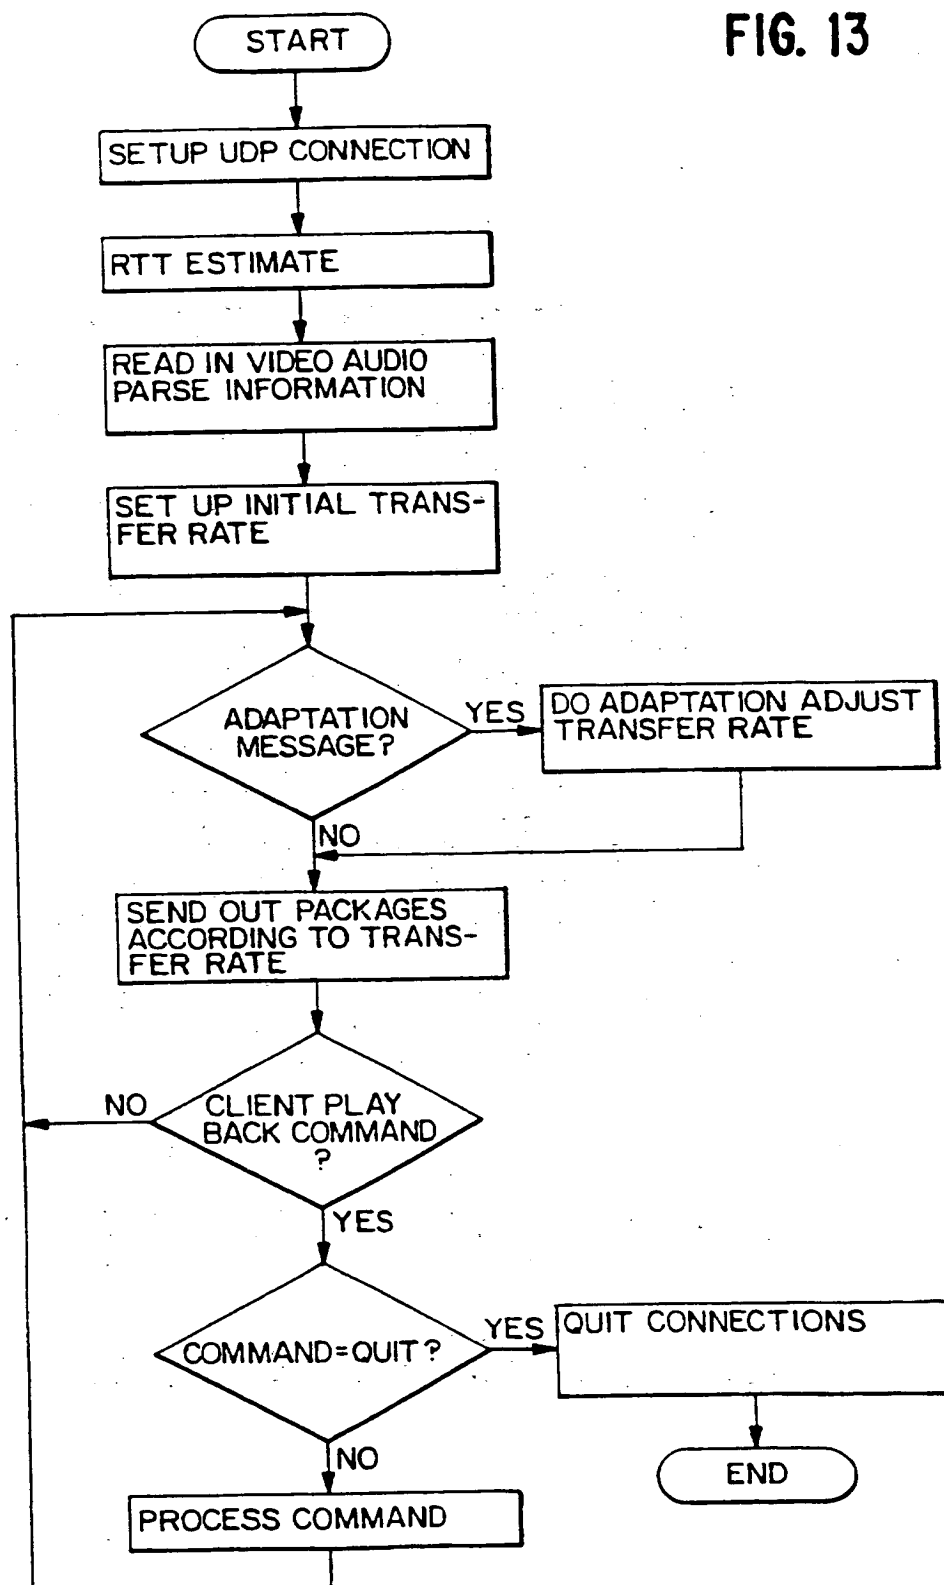 FIG. 13
START
SETUP UDP CONNECTION
RTT ESTIMATE
READ IN VIDEO AUDIO
PARSE INFORMATION
SET UP INITIAL TRANS-
FER RATE
ADAPTATION
MESSAGE?
YES
DO ADAPTATION ADJUST
TRANSFER RATE
NO
SEND OUT PACKAGES
ACCORDING TO TRANS-
FER RATE
NO
CLIENT PLAY
BACK COMMAND
?
YES
COMMAND=QUIT?
YES
QUIT CONNECTIONS
NO
END
PROCESS COMMAND